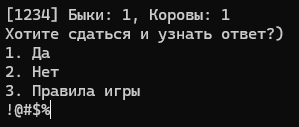 [1234] Быки: 1, Коровы: 1
Хотите сдаться и узнать ответ?)
1. Да
2. Нет
3. Правила игры
!@#$%